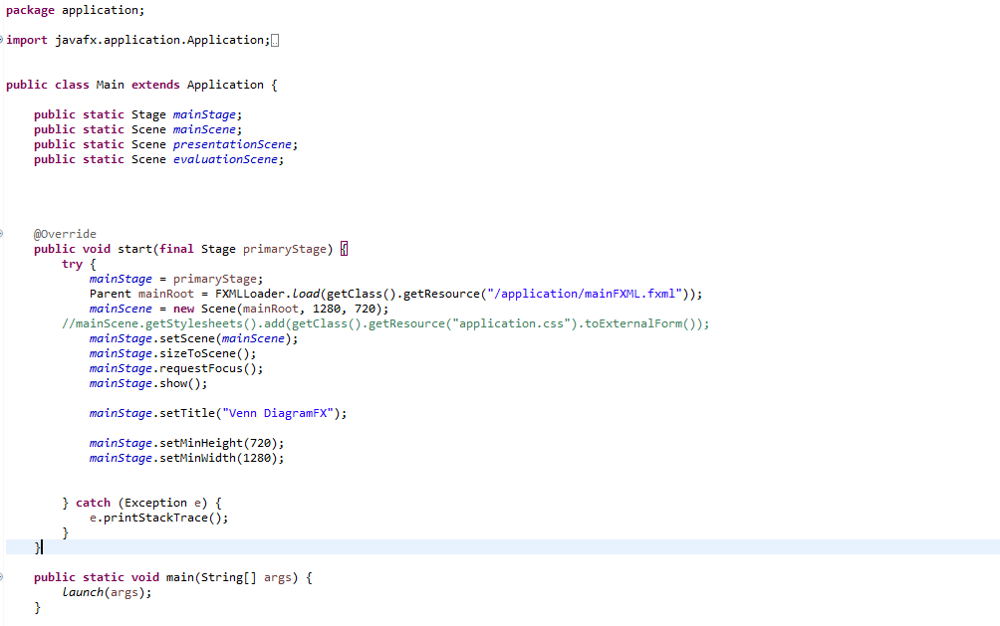 package application;
import javafx.application.Application;
public class Main extends Application {
public static Stage mainStage;
public static Scene mainScene;
public static Scene presentationScene;
public static Scene evaluationScene;
@Override
public void start(final Stage primaryStage) {
try {
mainStage = primaryStage;
Parent mainRoot = FXMLLoader.load(getClass().getResource("/application/mainFXML.fxml"));
mainScene = new Scene(mainRoot, 1280, 720);
//mainScene.getStylesheets().add(getClass().getResource("application.css").toExternalForm());
mainStage.setScene(mainScene);
mainStage.sizeToScene();
mainStage.requestFocus();
mainStage.show();
mainStage.setTitle("Venn DiagramFX");
mainStage.setMinHeight(720);
mainStage.setMinWidth(1280);
} catch (Exception e) {
e.printStackTrace();
}
}
public static void main(String[] args) {
launch(args);
}